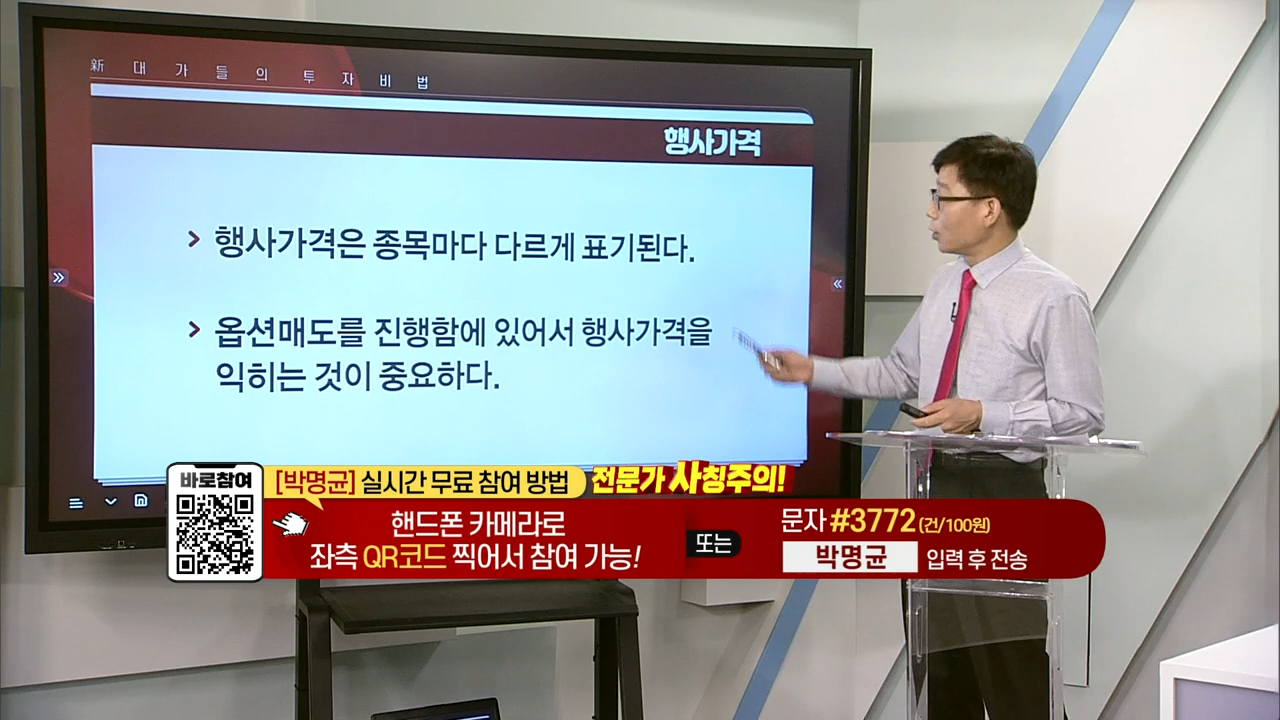 新대가들의 투자비법
행사가격
행사가격은 종목마다 다르게 표기된다.
옵션매도를 진행함에 있어서 행사가격을
익히는 것이 중요하다.
바로참여
[박명균] 실시간 무료 참여 방법
전문가 사칭주의!
핸드폰 카메라로
좌측 QR코드 찍어서 참여 가능!
또는
문자 #3772 (건/100원)
박명균 입력 후 전송